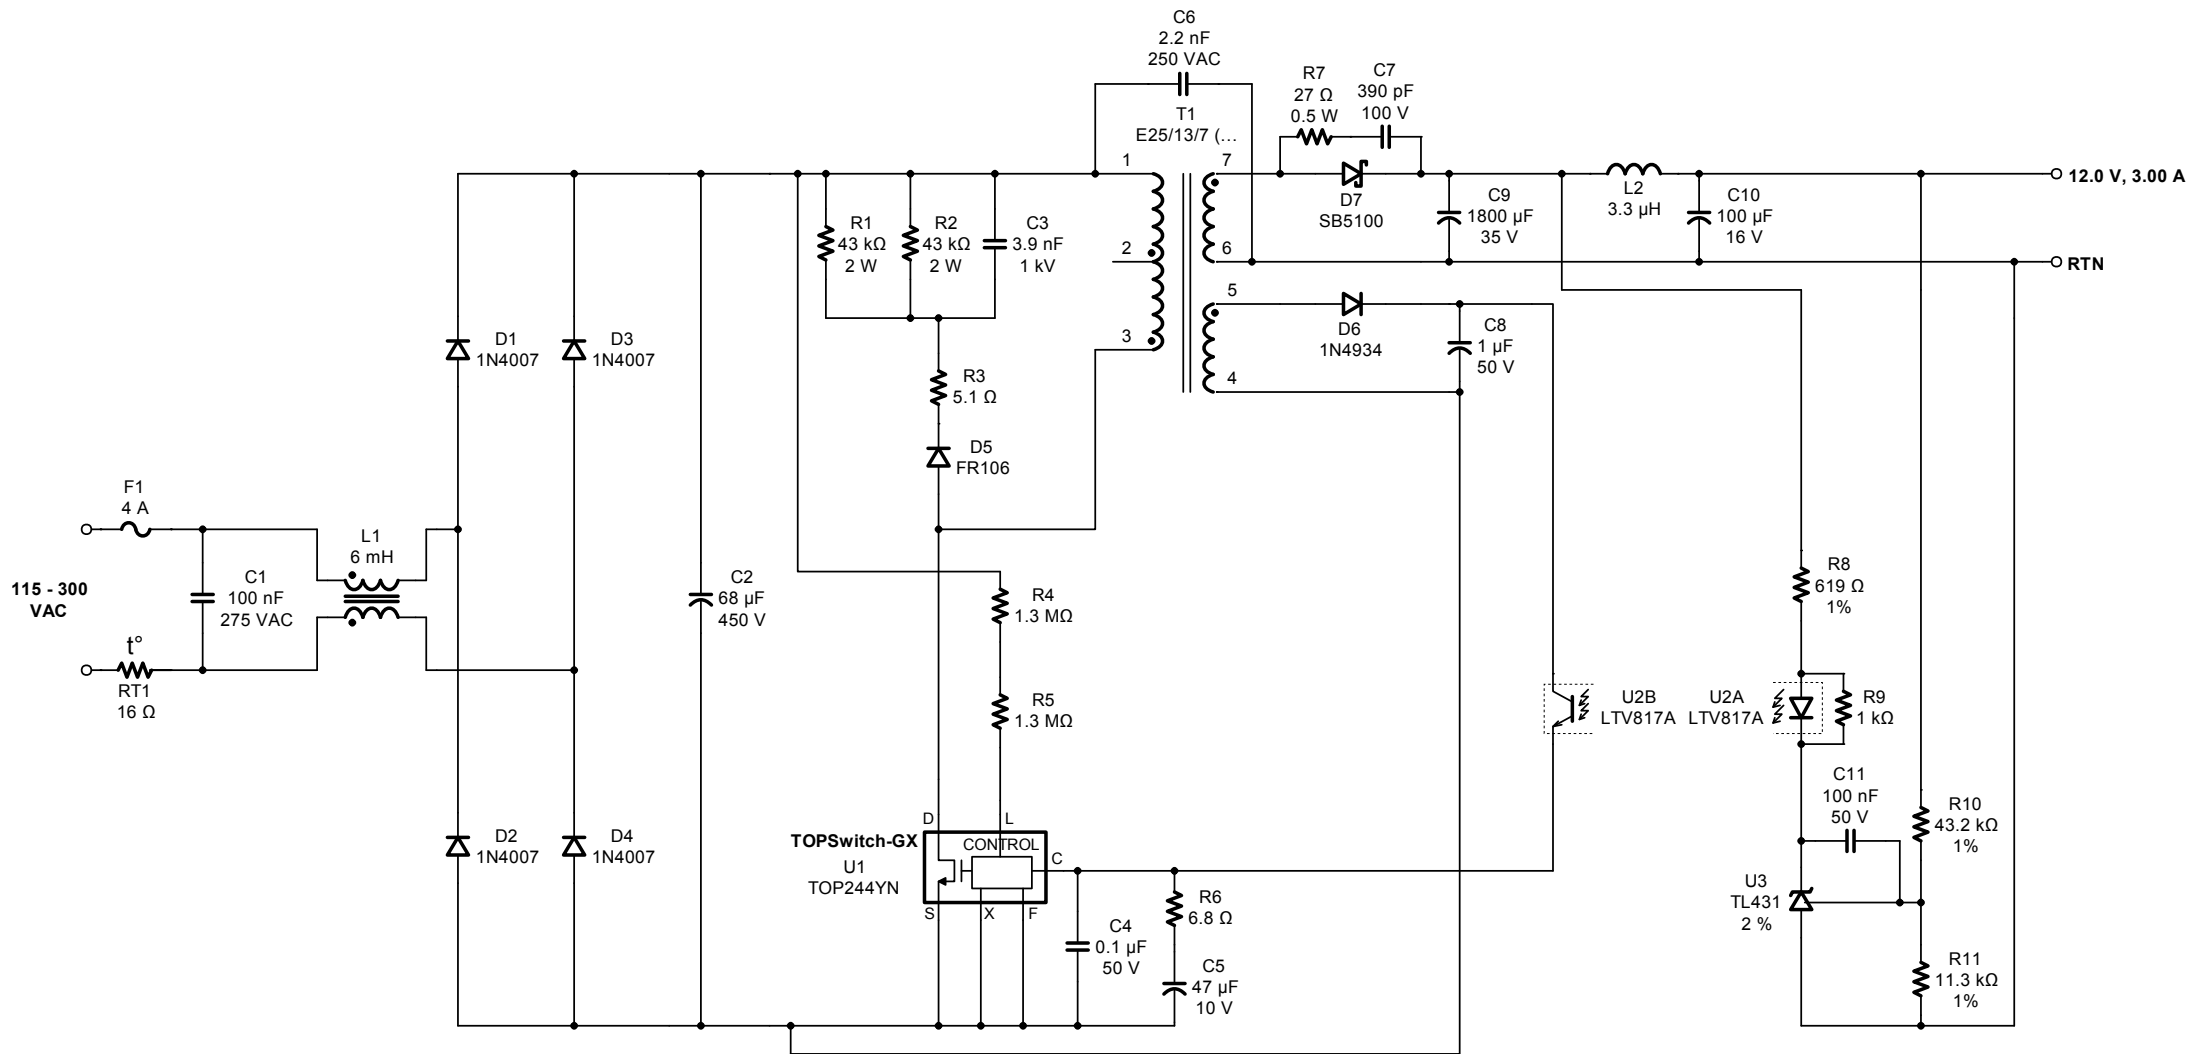 C6
2.2 nF
250 VAC
R7
27 Ω
0.5 W
C7
390 pF
100 V
T1
E25/13/7 (...
1
7
D7
SB5100
C9
1800 µF
35 V
L2
3.3 µH
C10
100 µF
16 V
12.0 V, 3.00 A
R1
43 kΩ
2 W
R2
43 kΩ
2 W
C3
3.9 nF
1 kV
2
6
RTN
5
D6
1N4934
C8
1 µF
50 V
3
4
D1
1N4007
D3
1N4007
R3
5.1 Ω
D5
FR106
F1
4 A
L1
6 mH
115 - 300
VAC
C1
100 nF
275 VAC
C2
68 µF
450 V
R4
1.3 MΩ
R8
619 Ω
1%
t°
RT1
16 Ω
R5
1.3 MΩ
U2B
LTV817A
U2A
LTV817A
R9
1 kΩ
C11
100 nF
50 V
R10
43.2 kΩ
1%
D2
1N4007
D4
1N4007
TOPSwitch-GX
U1
TOP244YN
D
L
CONTROL
C
S
X
F
R6
6.8 Ω
C4
0.1 µF
50 V
C5
47 µF
10 V
U3
TL431
2 %
R11
11.3 kΩ
1%